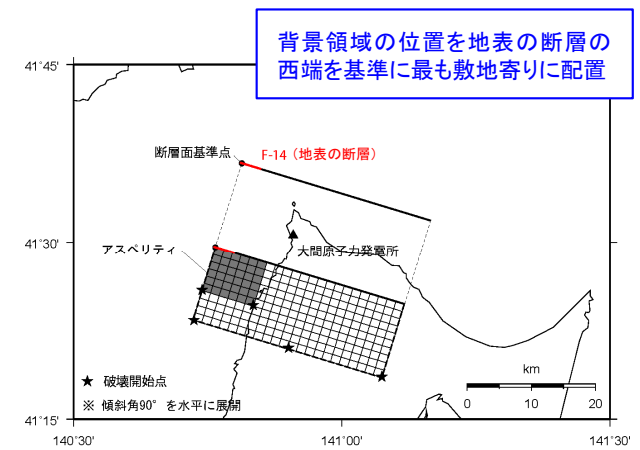 背景領域の位置を地表の断層の
西端を基準に最も敷地寄りに配置
41°45'
断層面基準点
F-14（地表の断層）
41°30'
アスペリティ
大間原子力発電所
km
0 10 20
★ 破壊開始点
※ 傾斜角90°を水平に展開
41°15'
140°30' 141°00' 141°30'